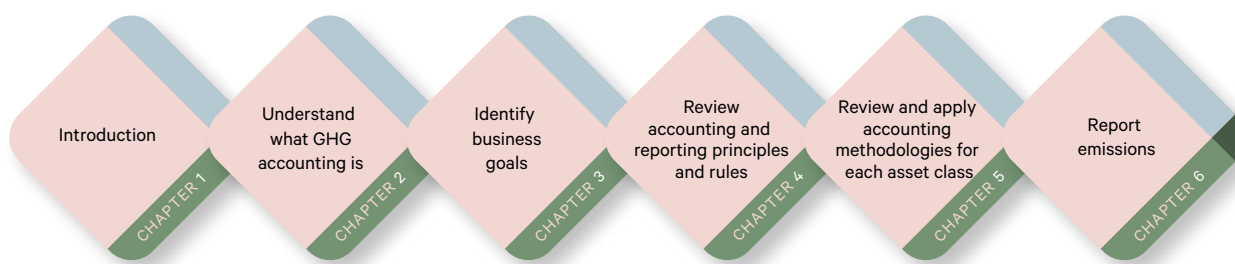 Introduction
CHAPTER 1
Understand
what GHG
accounting is
CHAPTER 2
Identify
business
goals
CHAPTER 3
Review
accounting and
reporting principles
and rules
CHAPTER 4
Review and apply
accounting
methodologies for
each asset class
CHAPTER 5
Report
emissions
CHAPTER 6